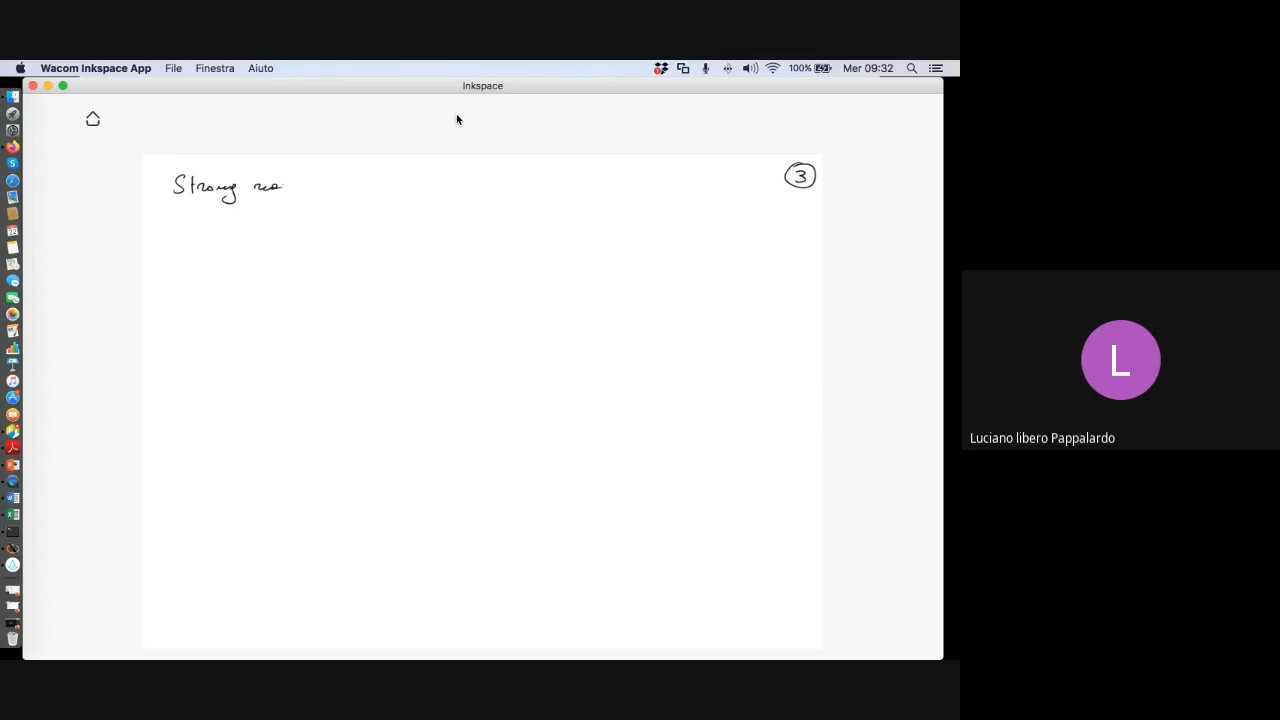 Wacom Inkspace App File Finestra Aiuto 100% Mer 09:32
Inkspace
Strong 3
L
Luciano libero Pappalardo